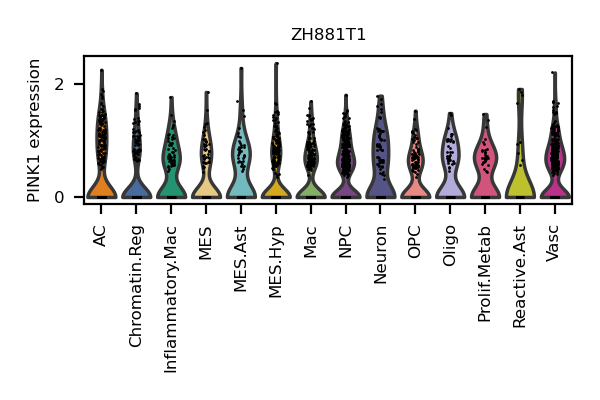 ZH881T1
PINK1 expression
2
0
AC
Chromatin.Reg
Inflammatory.Mac
MES
MES.Ast
MES.Hyp
Mac
NPC
Neuron
OPC
Oligo
Prolif.Metab
Reactive.Ast
Vasc